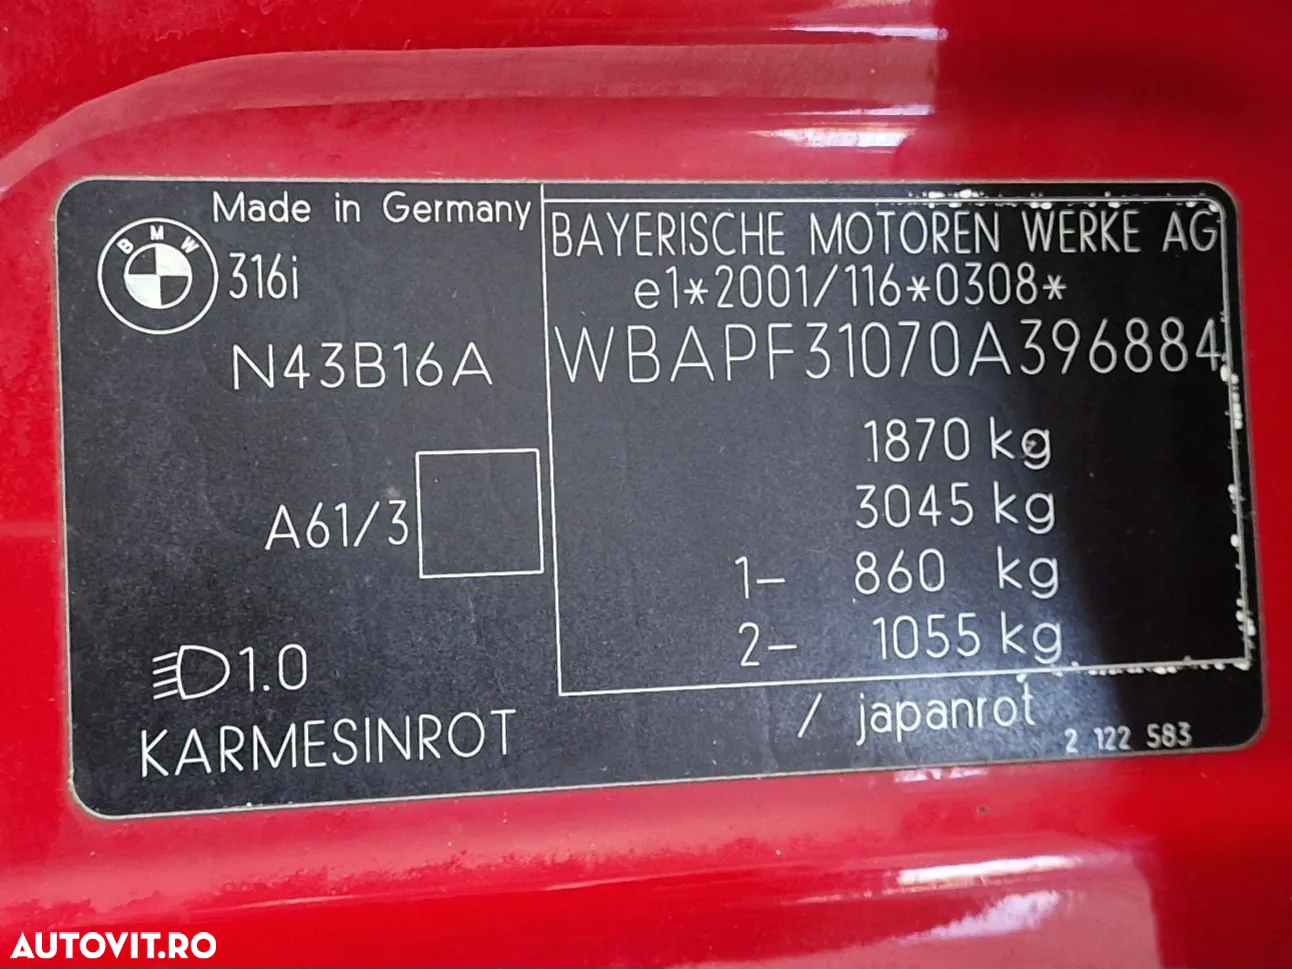 Made in Germany
BMW
316i
N43B16A
A61/3
1.0
KARMESINROT
BAYERISCHE MOTOREN WERKE AG
e1*2001/116*0308*
WBAPF31070A396884
1870 kg
3045 kg
1- 860 kg
2- 1055 kg
/ japanrot
2 122 583
AUTOVIT.RO